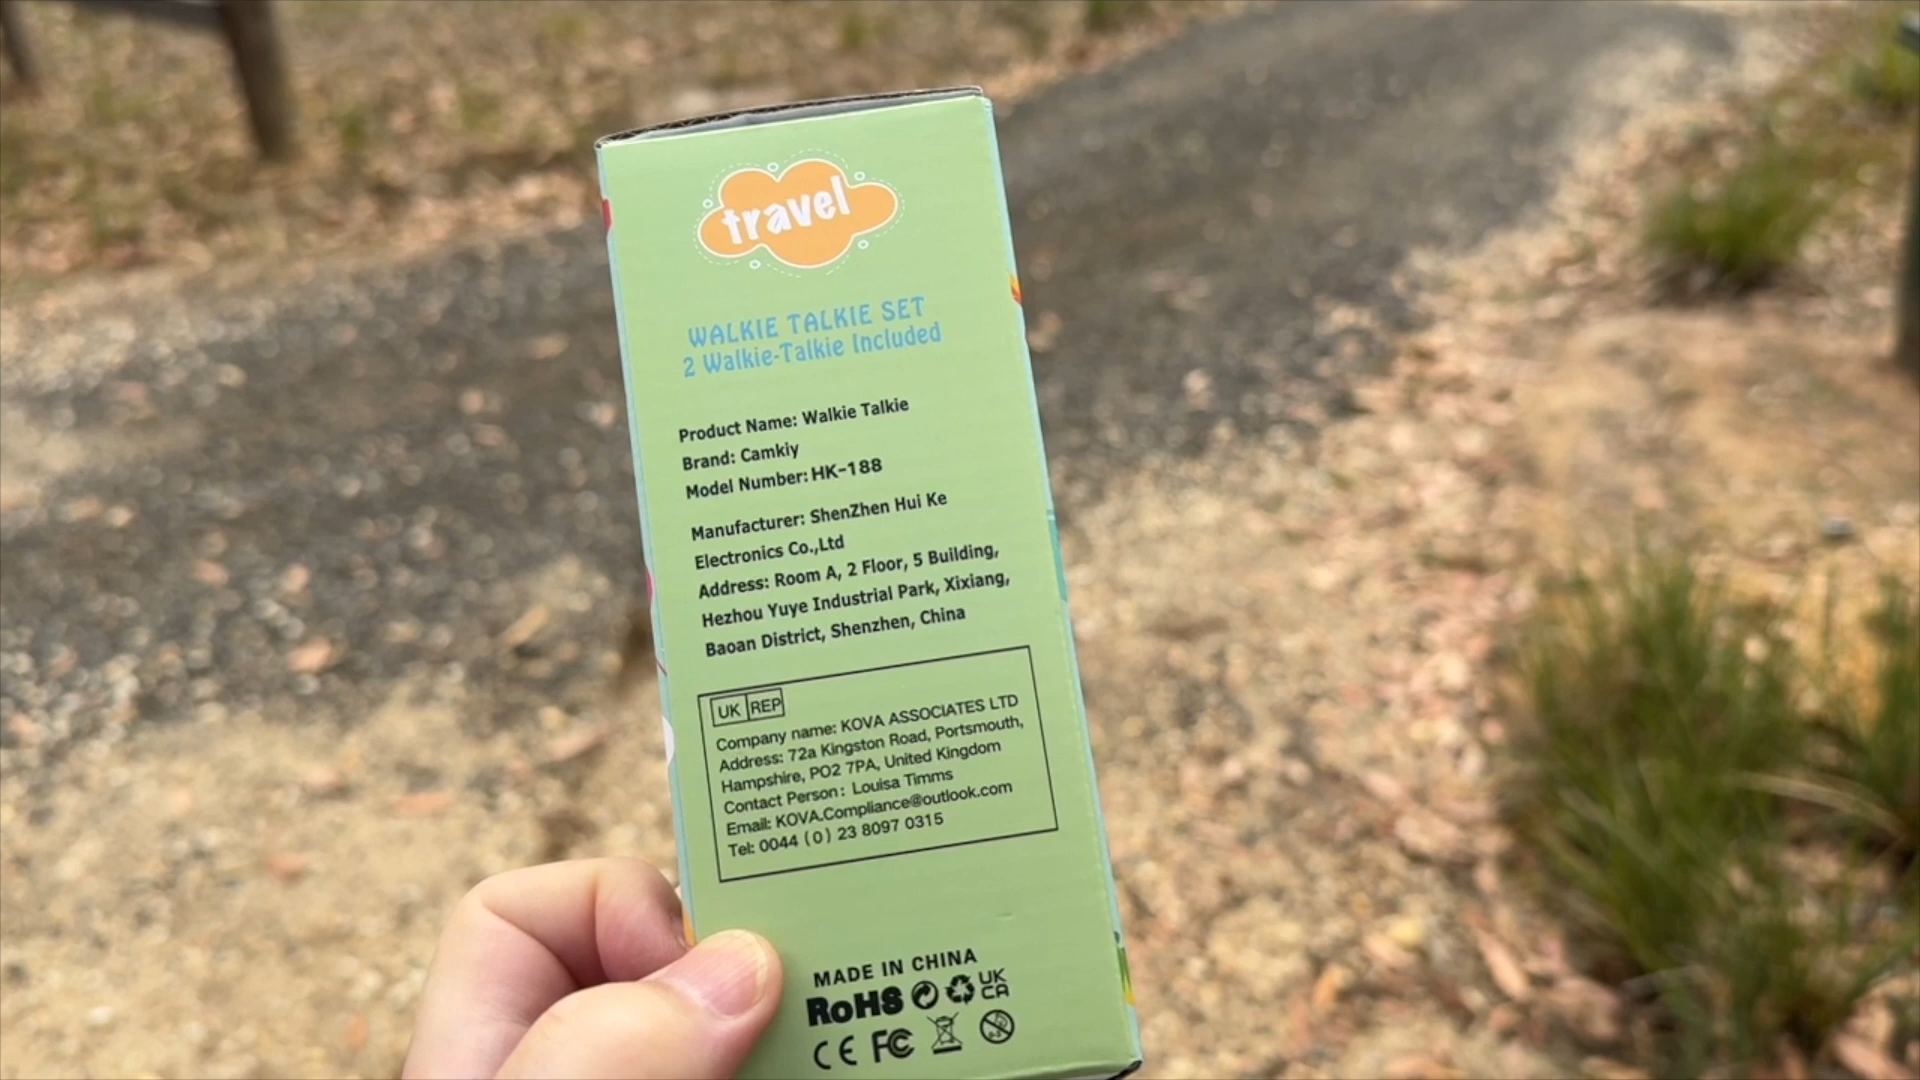 travel
WALKIE TALKIE SET
2 Walkie-Talkie Included
Product Name: Walkie Talkie
Brand: Camkiy
Model Number: HK-188
Manufacturer: ShenZhen Hui Ke
Electronics Co.,Ltd
Address: Room A, 2 Floor, 5 Building,
Hezhou Yuye Industrial Park, Xixiang,
Baoan District, Shenzhen, China
UK REP
Company name: KOVA ASSOCIATES LTD
Address: 72a Kingston Road, Portsmouth,
Hampshire, PO2 7PA, United Kingdom
Contact Person: Louisa Timms
Email: KOVA.Compliance@outlook.com
Tel: 0044 (0) 23 8097 0315
MADE IN CHINA
RoHS UK
CA
CE FC 0-3